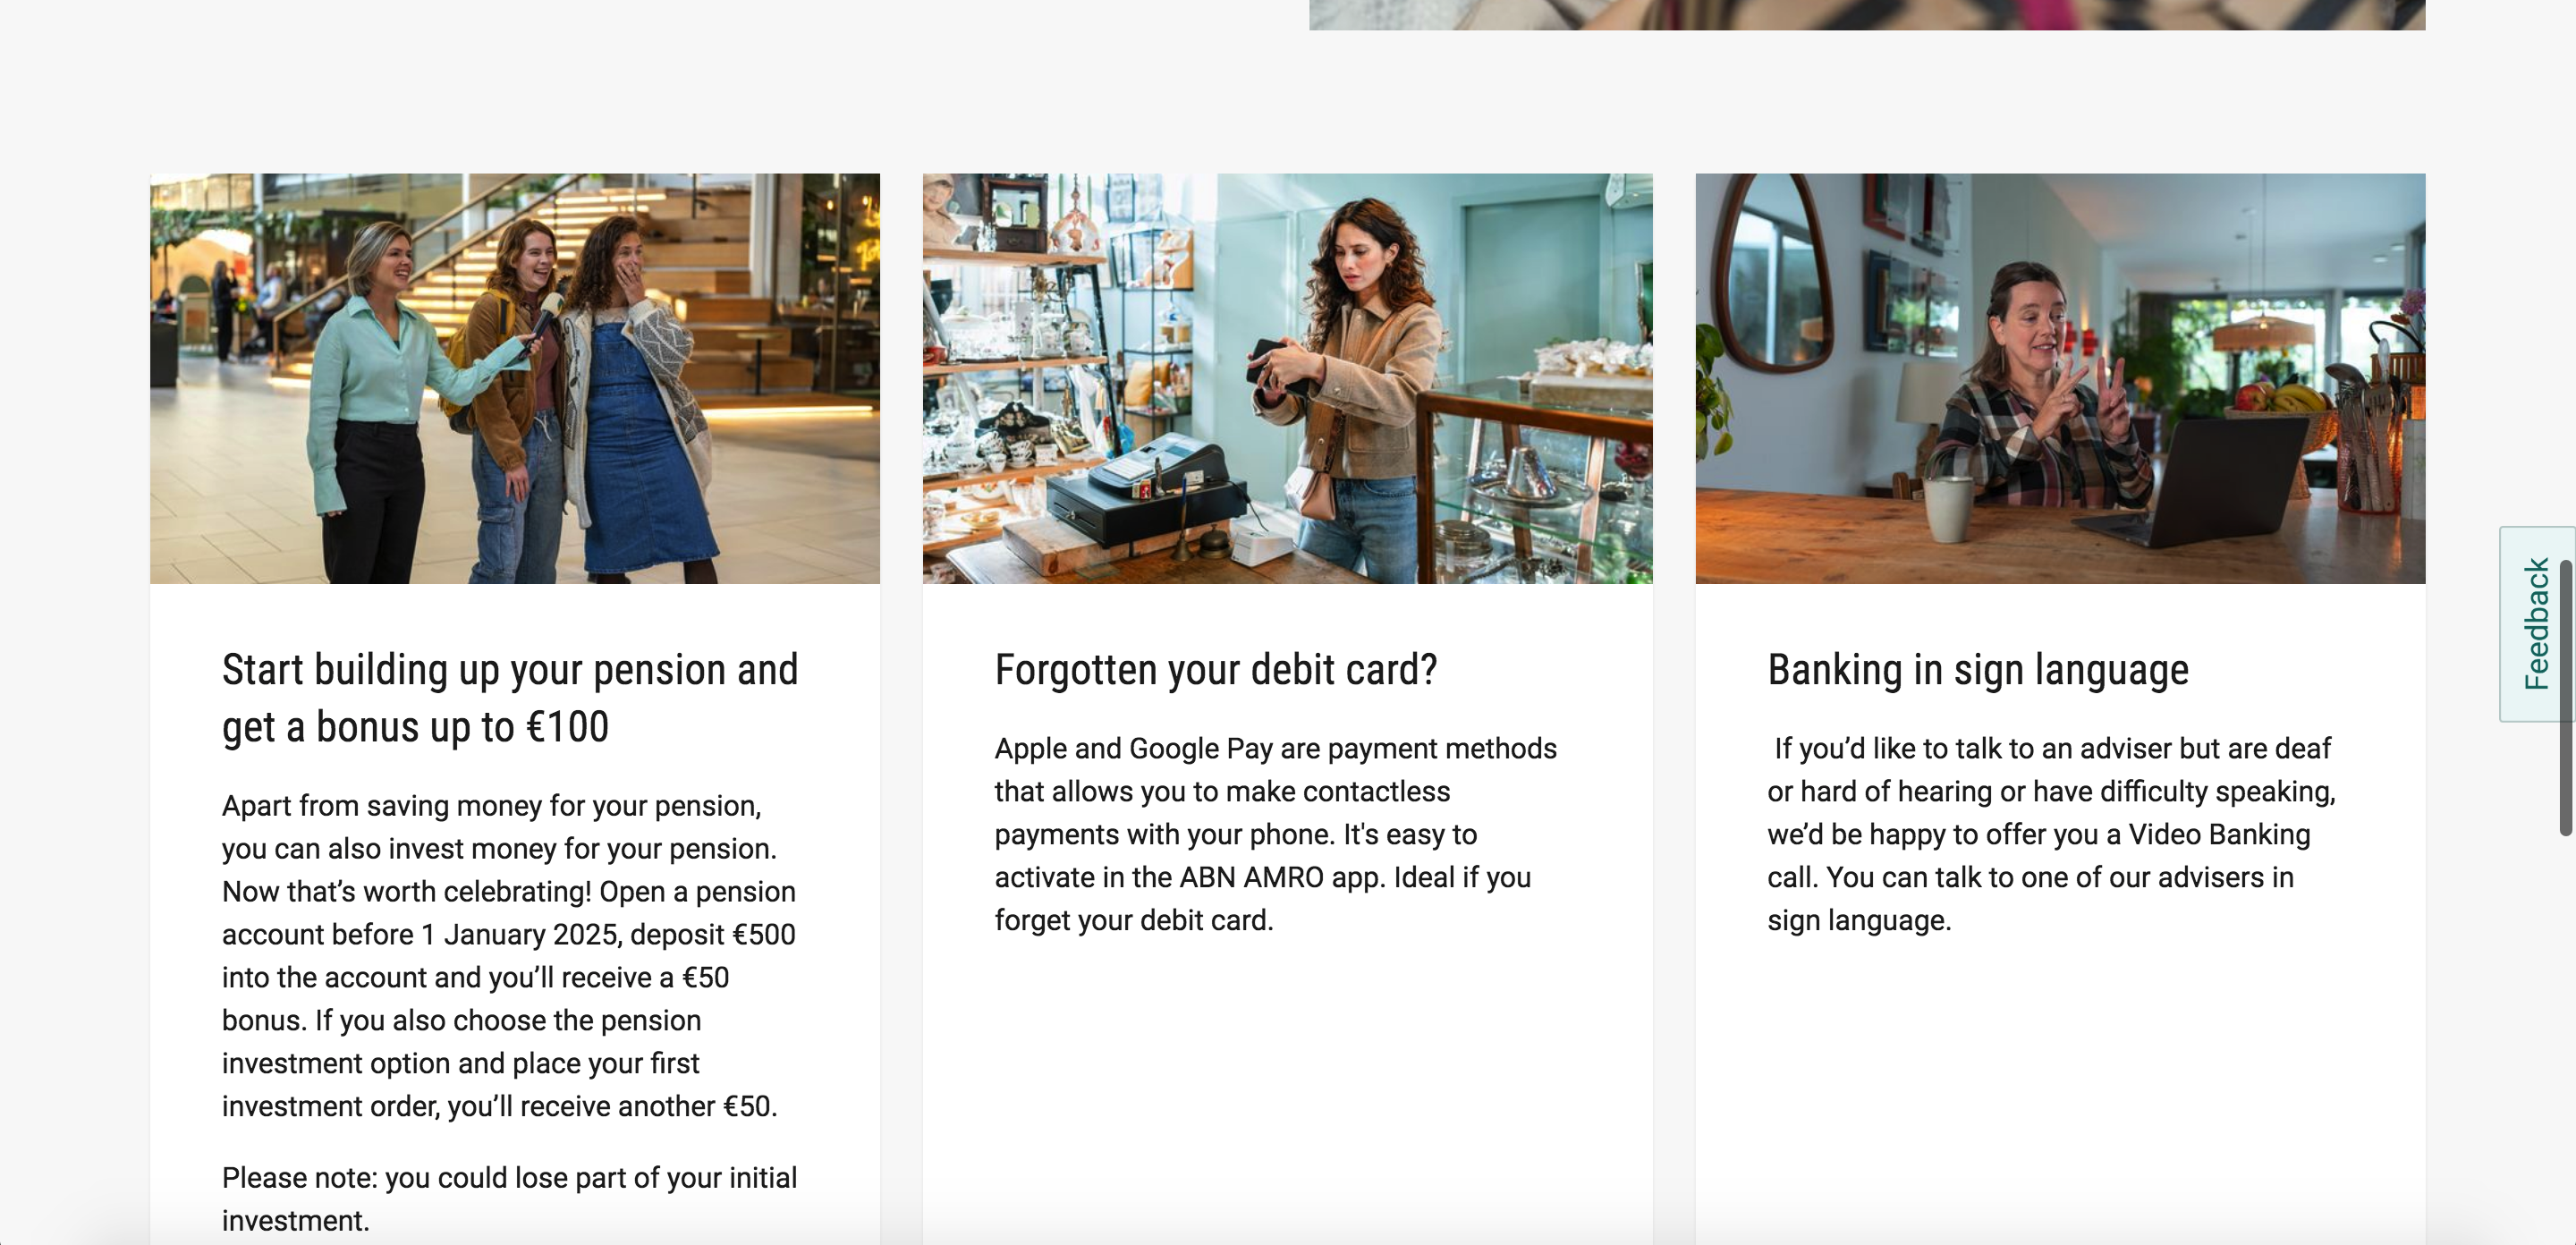 Start building up your pension and
get a bonus up to €100
Apart from saving money for your pension,
you can also invest money for your pension.
Now that’s worth celebrating! Open a pension
account before 1 January 2025, deposit €500
into the account and you’ll receive a €50
bonus. If you also choose the pension
investment option and place your first
investment order, you’ll receive another €50.
Please note: you could lose part of your initial
investment.
Forgotten your debit card?
Apple and Google Pay are payment methods
that allows you to make contactless
payments with your phone. It's easy to
activate in the ABN AMRO app. Ideal if you
forget your debit card.
Banking in sign language
If you’d like to talk to an adviser but are deaf
or hard of hearing or have difficulty speaking,
we’d be happy to offer you a Video Banking
call. You can talk to one of our advisers in
sign language.
Feedback